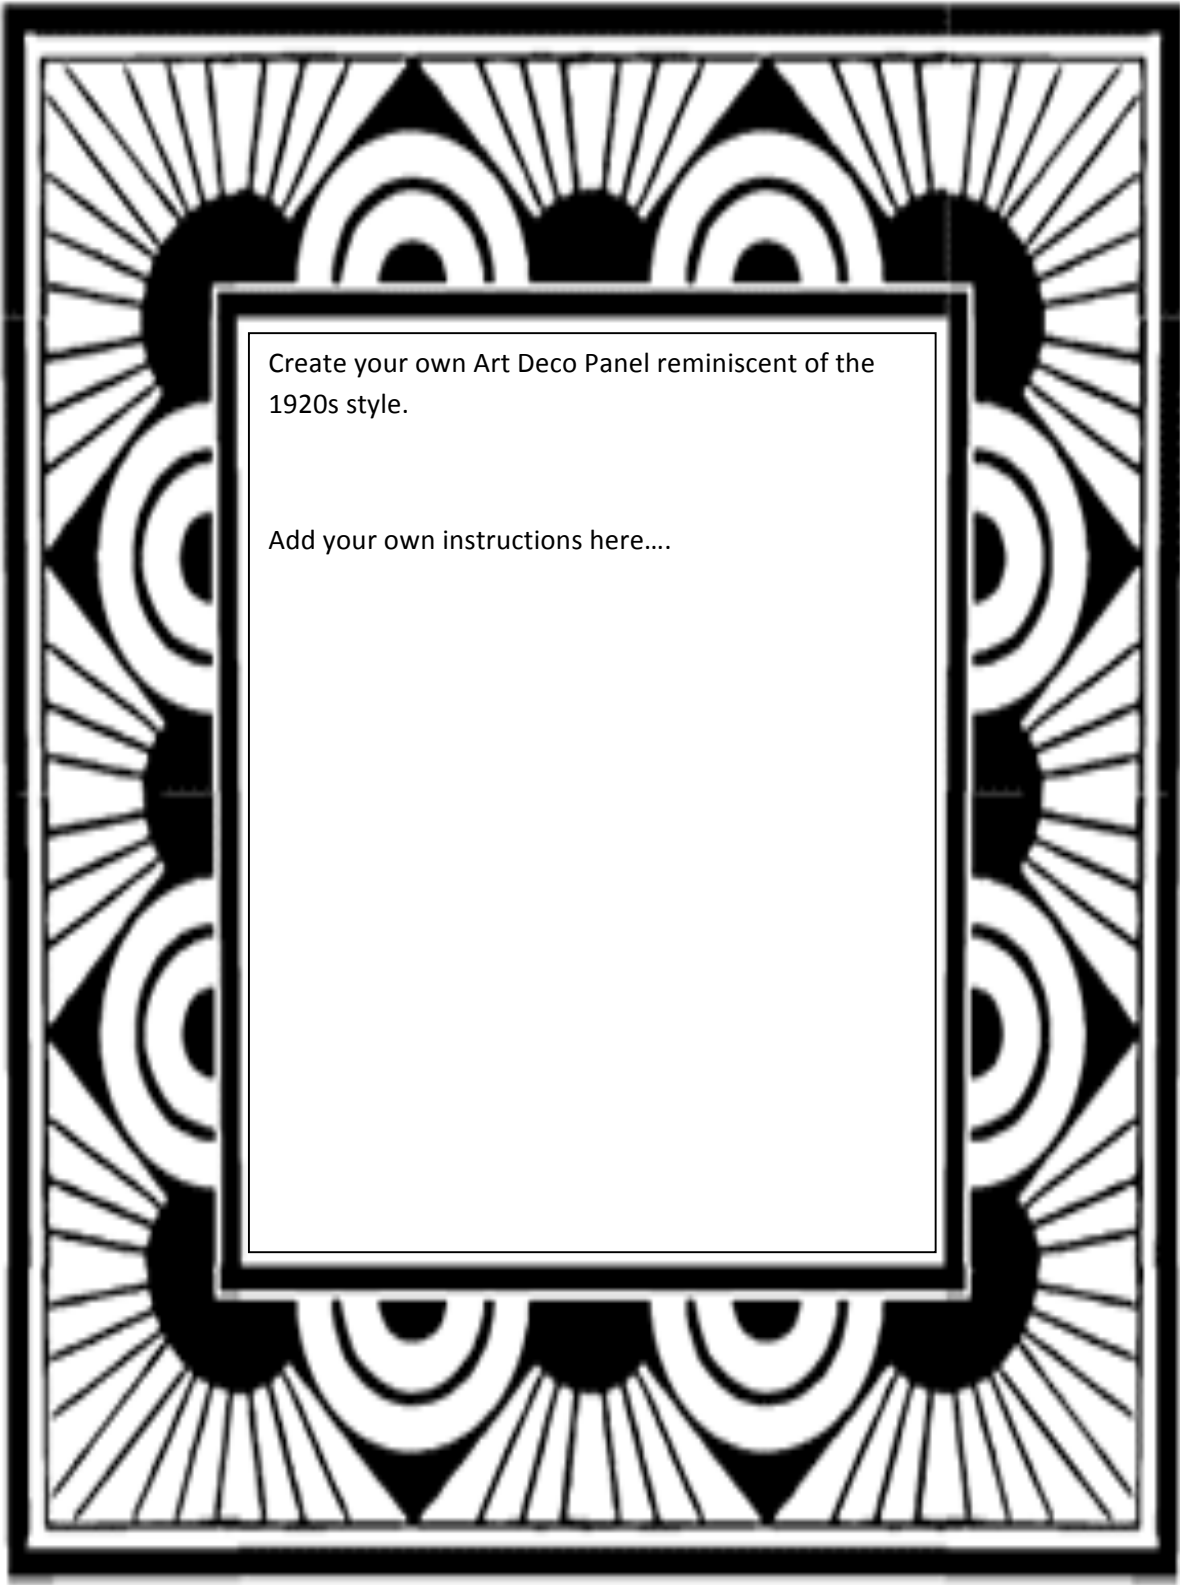 Create your own Art Deco Panel reminiscent of the
1920s style.
Add your own instructions here....